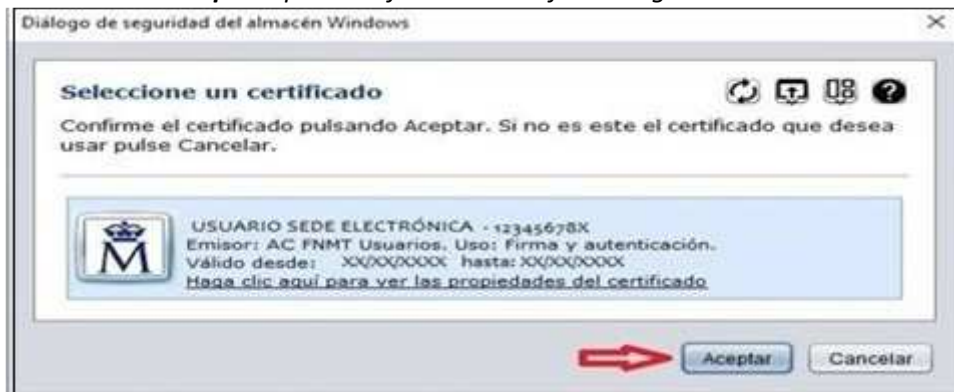 Diálogo de seguridad del almacén Windows
Seleccione un certificado
Confirme el certificado pulsando Aceptar. Si no es este el certificado que desea
usar pulse Cancelar.
USUARIO SEDE ELECTRÓNICA - 12345678X
Emisor: AC FNMT Usuarios. Uso: Firma y autenticación.
Válido desde: XX/XX/XXXX hasta: XX/XX/XXXX
Haga clic aquí para ver las propiedades del certificado
Aceptar Cancelar